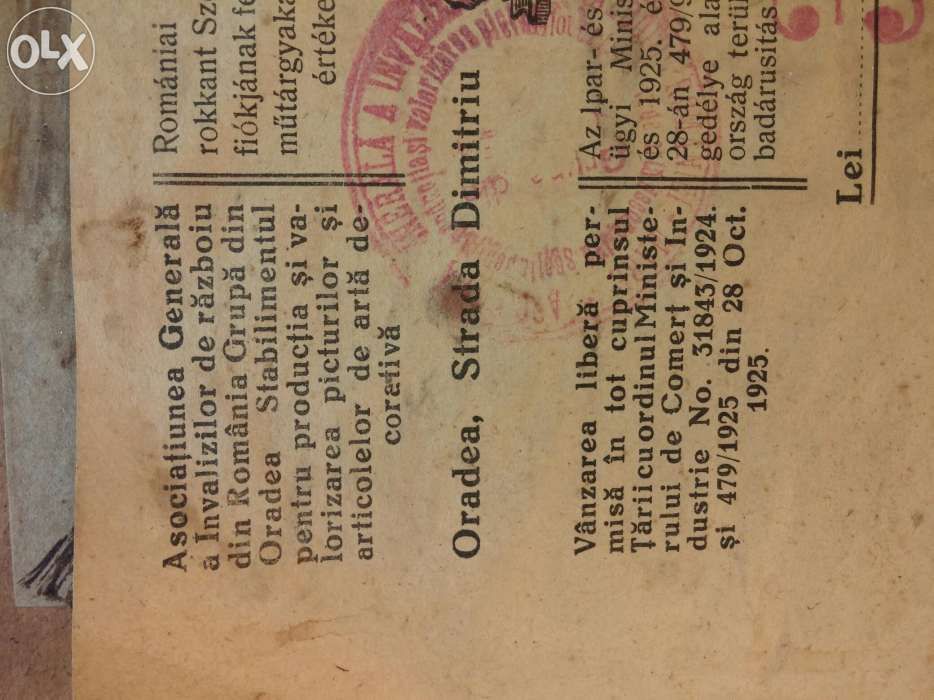 OLX
Asociațiunea Generală
a Invalizilor de război
din România Grupă din
Oradea Stabilimentul
pentru producția și va-
lorizarea picturilor și
articolelor de artă de-
corativă
Romániai
rokkant Sz
fiókjának fe
műtárgyaka
értéke
Oradea, Strada Dimitriu
Vânzarea liberă per-
misă în tot cuprinsul
Țării cu ordinul Ministe-
rului de Comerț și In-
dustrie No. 31843/1924.
și 479/1925 din 28 Oct.
1925.
Az Ipar- és
ügyi Minis
és 1925. é
28-án 479/9
gedélye ala
ország terül
badárusitás
Lei